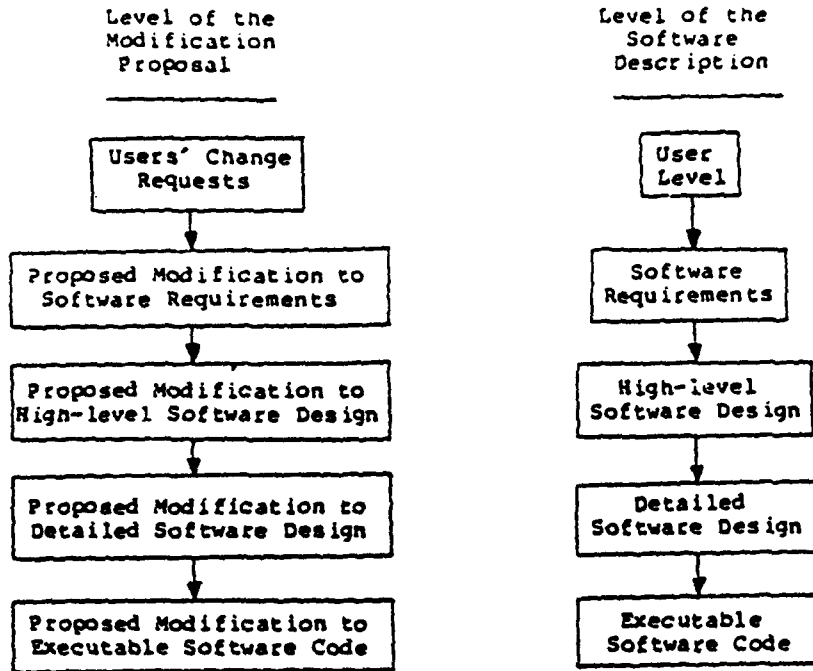 Level of the
Modification
Proposal
Users' Change
Requests
Proposed Modification to
Software Requirements
Proposed Modification to
High-level Software Design
Proposed Modification to
Detailed Software Design
Proposed Modification to
Executable Software Code
Level of the
Software
Description
User
Level
Software
Requirements
High-level
Software Design
Detailed
Software Design
Executable
Software Code